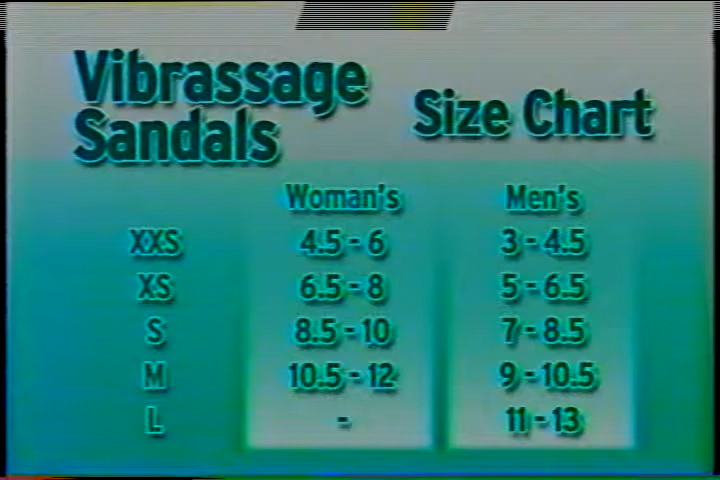 Vibrassage
Sandals
Size Chart
Woman's Men's
XXS 4.5 - 6 3 - 4.5
XS 6.5 - 8 5 - 6.5
S 8.5 - 10 7 - 8.5
M 10.5 - 12 9 - 10.5
L - 11 - 13